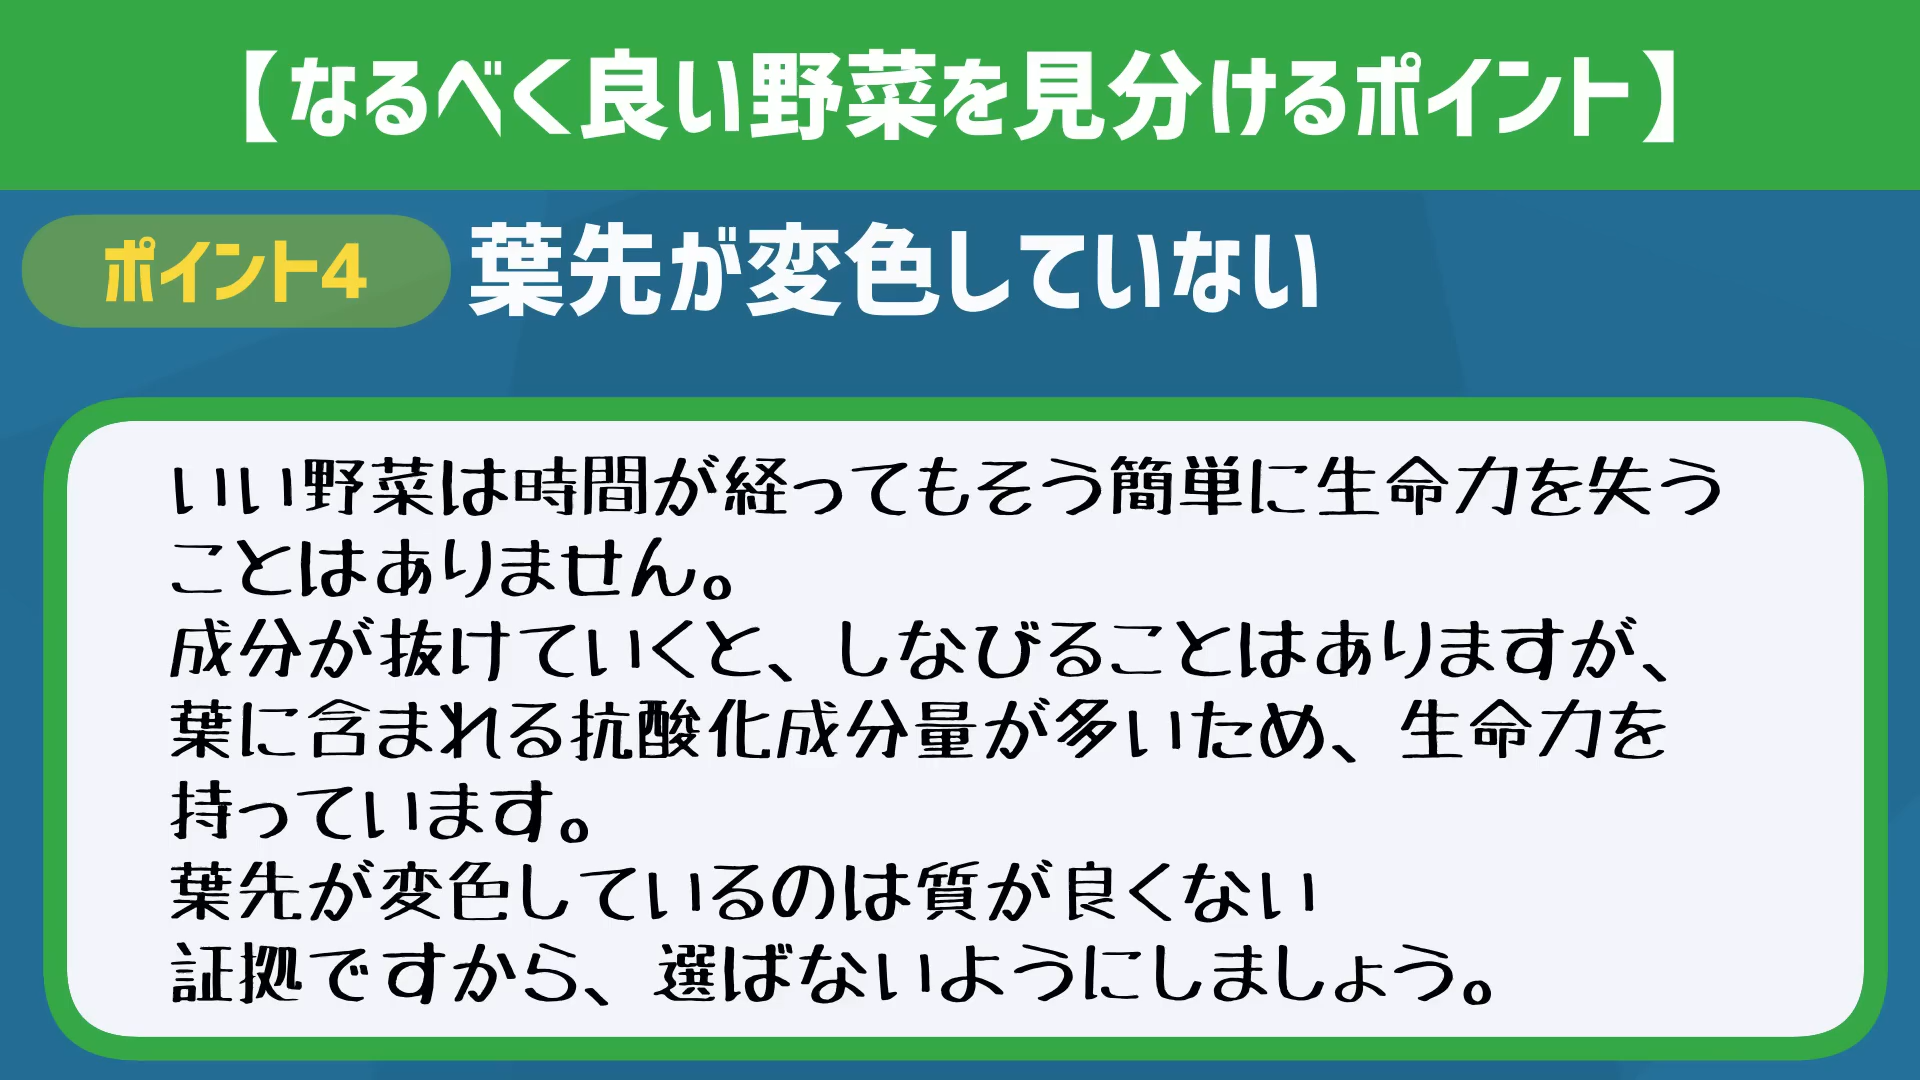 【なるべく良い野菜を見分けるポイント】
ポイント4 葉先が変色していない
いい野菜は時間が経ってもそう簡単に生命力を失う
ことはありません。
成分が抜けていくと、しなびることはありますが、
葉に含まれる抗酸化成分量が多いため、生命力を
持っています。
葉先が変色しているのは質が良くない
証拠ですから、選ばないようにしましょう。